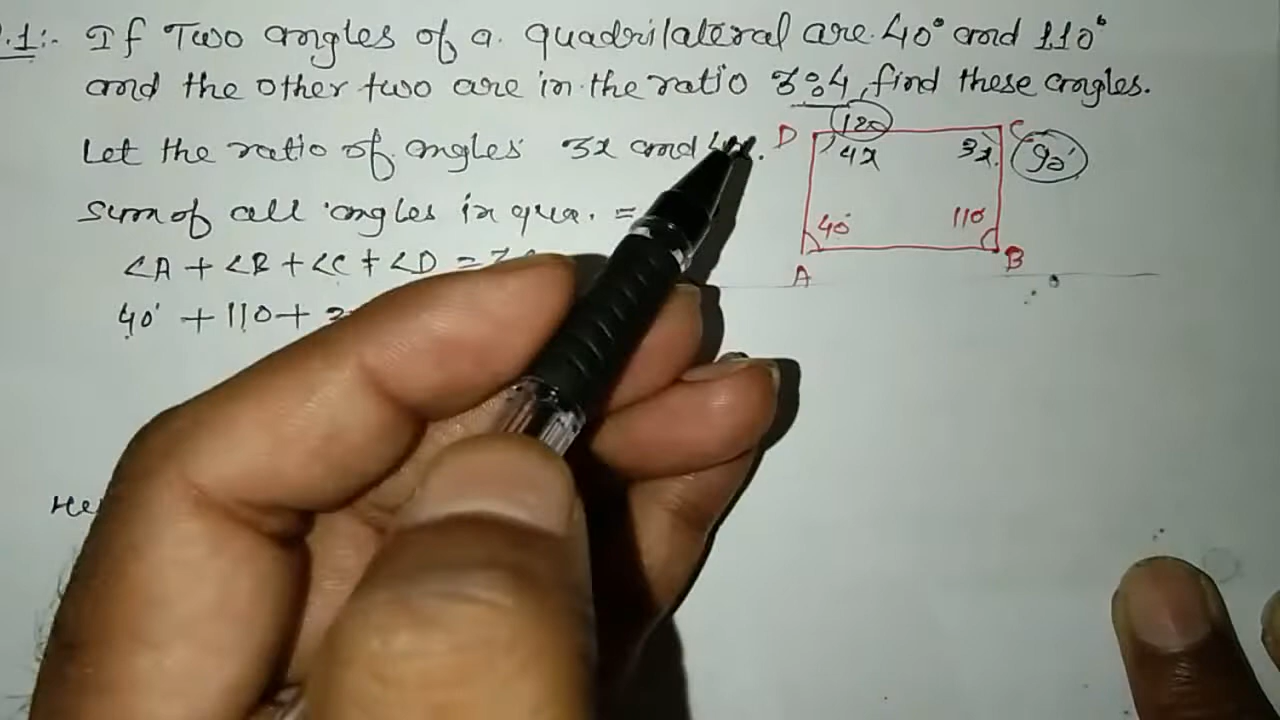 .1:- If Two angles of a. quadrilateral are 40° and 110°
and the other two are in the ratio 3:4, find these angles.
Let the ratio of angles 3x and
Sum of all angles in qua. =
∠A + ∠B + ∠C + ∠D =
40° + 110 +
D 120 C
4x 3x 90°
40° 110
A B